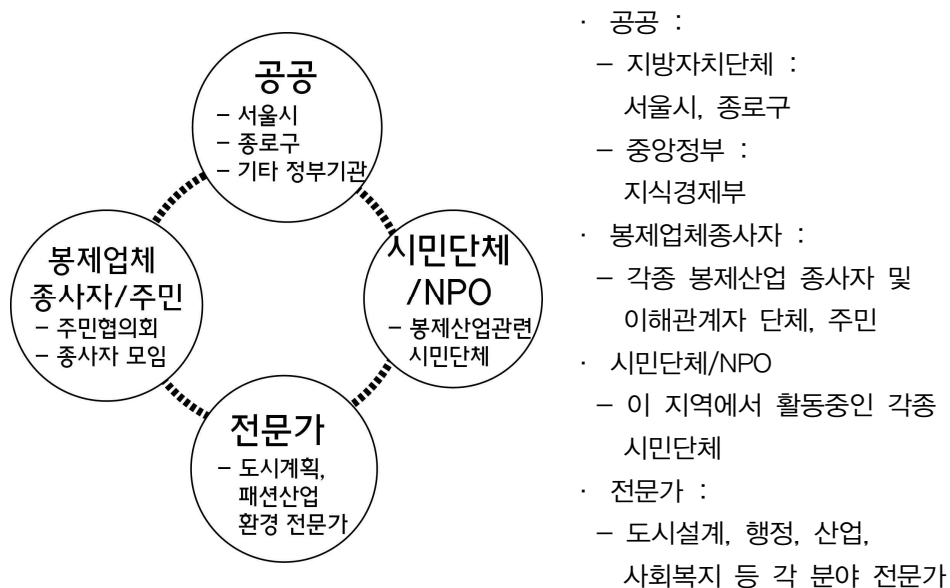 공공
– 서울시
– 종로구
– 기타 정부기관
봉제업체
종사자/주민
– 주민협의회
– 종사자 모임
시민단체
/NPO
– 봉제산업관련
시민단체
전문가
– 도시계획,
패션산업
환경 전문가
· 공공 :
– 지방자치단체 :
서울시, 종로구
– 중앙정부 :
지식경제부
· 봉제업체종사자 :
– 각종 봉제산업 종사자 및
이해관계자 단체, 주민
· 시민단체/NPO
– 이 지역에서 활동중인 각종
시민단체
· 전문가 :
– 도시설계, 행정, 산업,
사회복지 등 각 분야 전문가